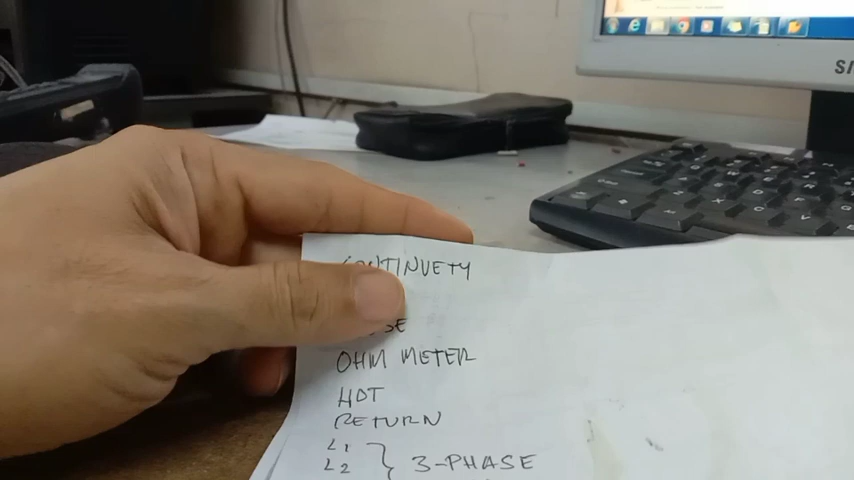 CONTINUETY
OHM METER
HOT
RETURN
L1
L2 } 3-PHASE